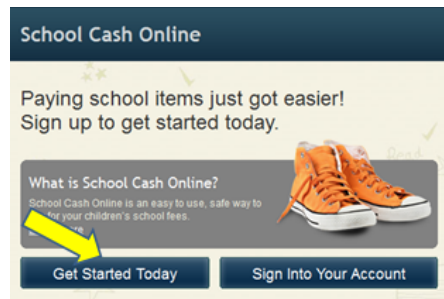 School Cash Online
Paying school items just got easier!
Sign up to get started today.
What is School Cash Online?
School Cash Online is an easy to use, safe way to
for your children's school fees.
Get Started Today
Sign Into Your Account